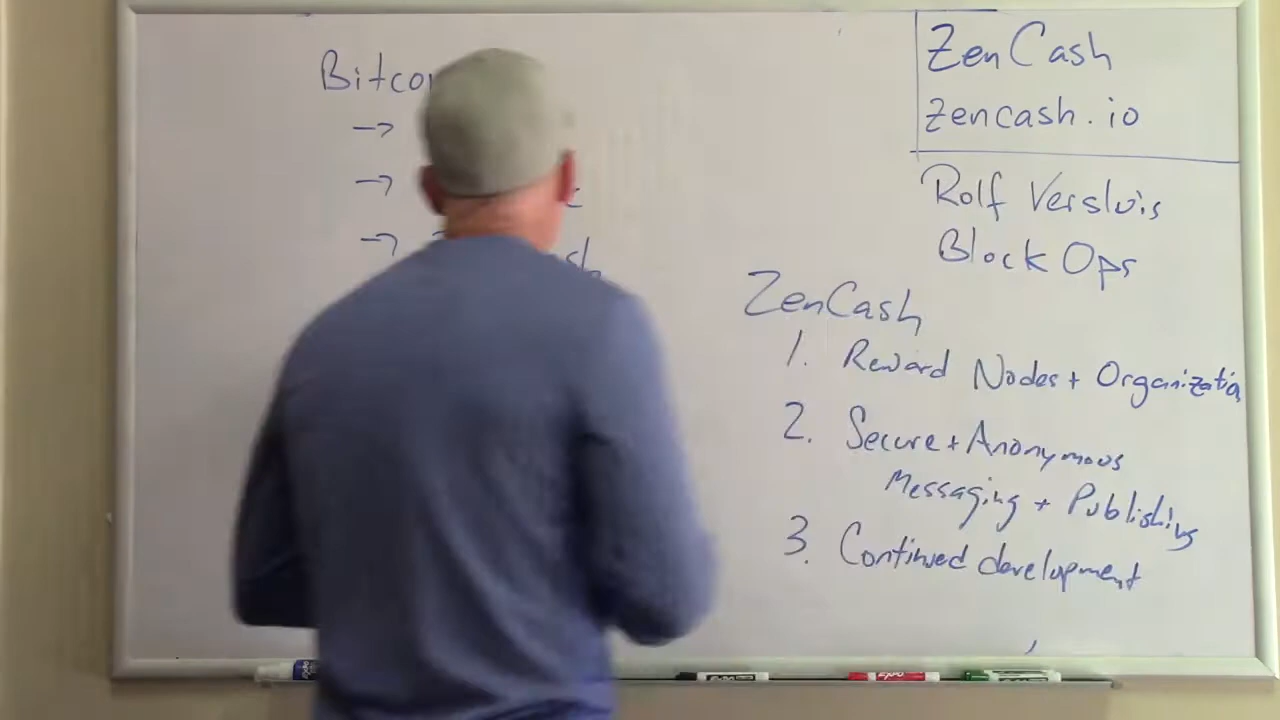 Bitco
→
→
→ sh
ZenCash
zencash.io
Rolf Versluis
Block Ops
ZenCash
1. Reward Nodes + Organizatio
2. Secure + Anonymous
Messaging + Publishing
3. Continued development